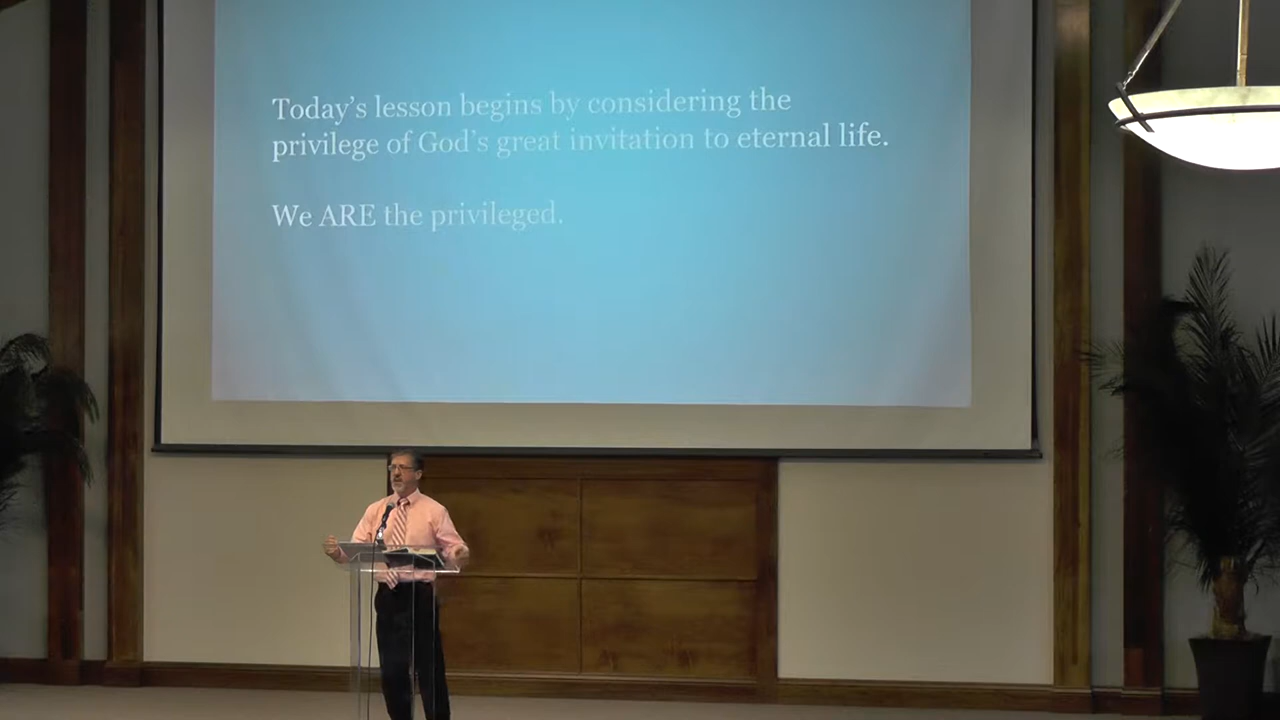 Today’s lesson begins by considering the
privilege of God’s great invitation to eternal life.
We ARE the privileged.